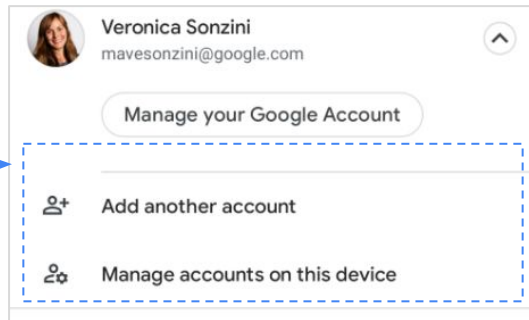 Veronica Sonzini
mavesonzini@google.com
Manage your Google Account
Add another account
Manage accounts on this device